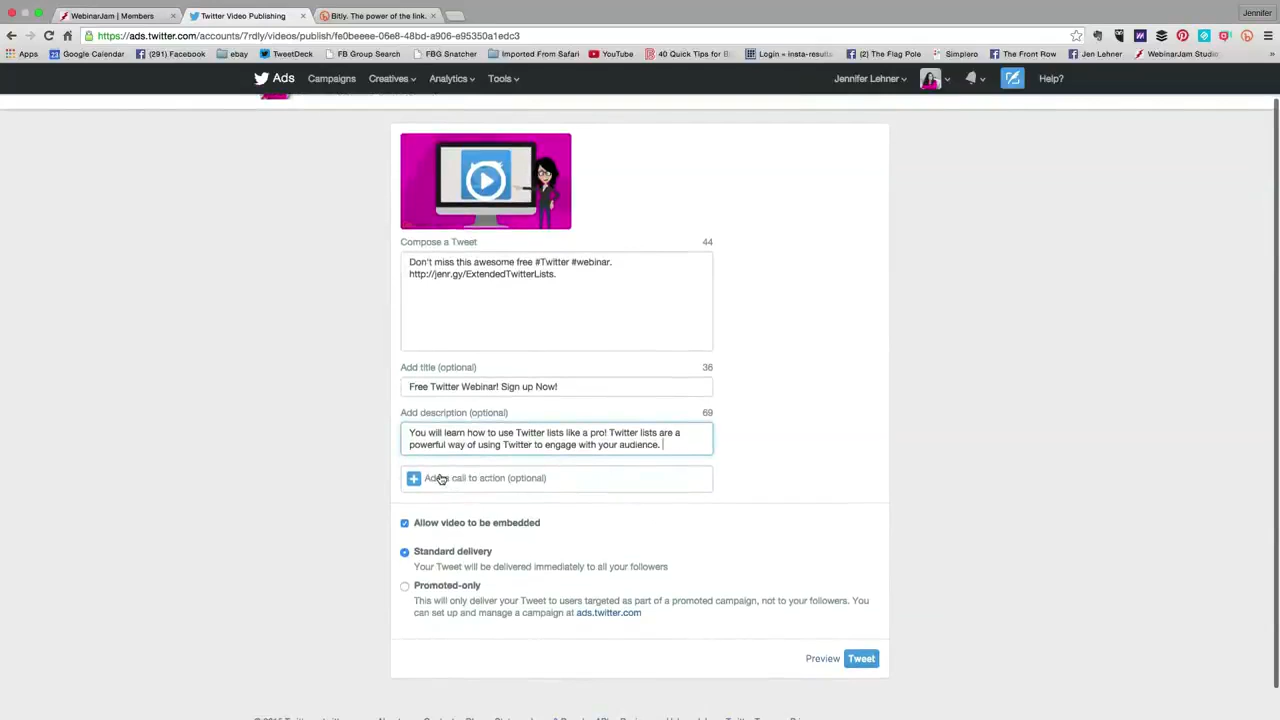 WebinarJam | Members
Twitter Video Publishing
Bitly. The power of the link.
Jennifer
https://ads.twitter.com/accounts/7rdly/videos/publish/fe0beeee-06e8-48bd-a906-e95350a1edc3
Apps
Google Calendar
(291) Facebook
ebay
TweetDeck
FB Group Search
FBG Snatcher
Imported From Safari
YouTube
40 Quick Tips for B
Login = insta-results
(2) The Flag Pole
Simplero
The Front Row
Jen Lehner
WebinarJam Studio
Ads
Campaigns
Creatives
Analytics
Tools
Jennifer Lehner
Help?
Compose a Tweet
44
Don't miss this awesome free #Twitter #webinar.
http://jenr.gy/ExtendedTwitterLists.
Add title (optional)
36
Free Twitter Webinar! Sign up Now!
Add description (optional)
69
You will learn how to use Twitter lists like a pro! Twitter lists are a
powerful way of using Twitter to engage with your audience.
Add a call to action (optional)
Allow video to be embedded
Standard delivery
Your Tweet will be delivered immediately to all your followers
Promoted-only
This will only deliver your Tweet to users targeted as part of a promoted campaign, not to your followers. You
can set up and manage a campaign at ads.twitter.com
Preview
Tweet